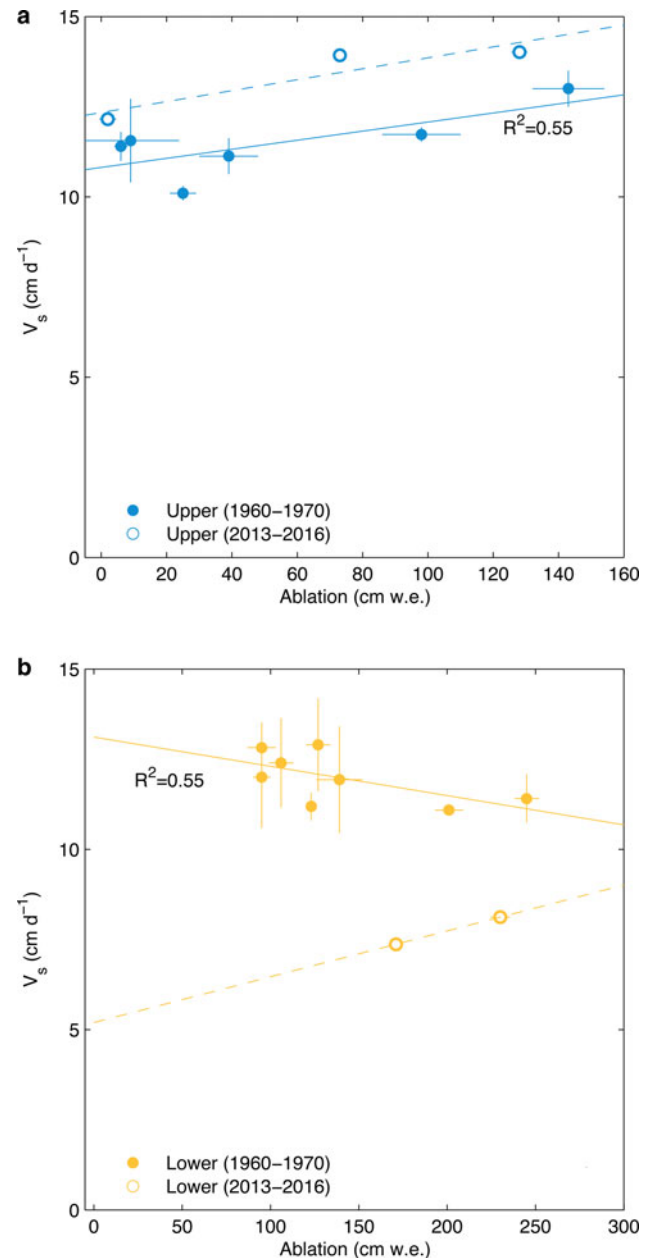 a
15
10
5
0
V_s (cm d⁻¹)
R²=0.55
Upper (1960−1970)
Upper (2013−2016)
0 20 40 60 80 100 120 140 160
Ablation (cm w.e.)
b
15
10
5
0
V_s (cm d⁻¹)
R²=0.55
Lower (1960−1970)
Lower (2013−2016)
0 50 100 150 200 250 300
Ablation (cm w.e.)